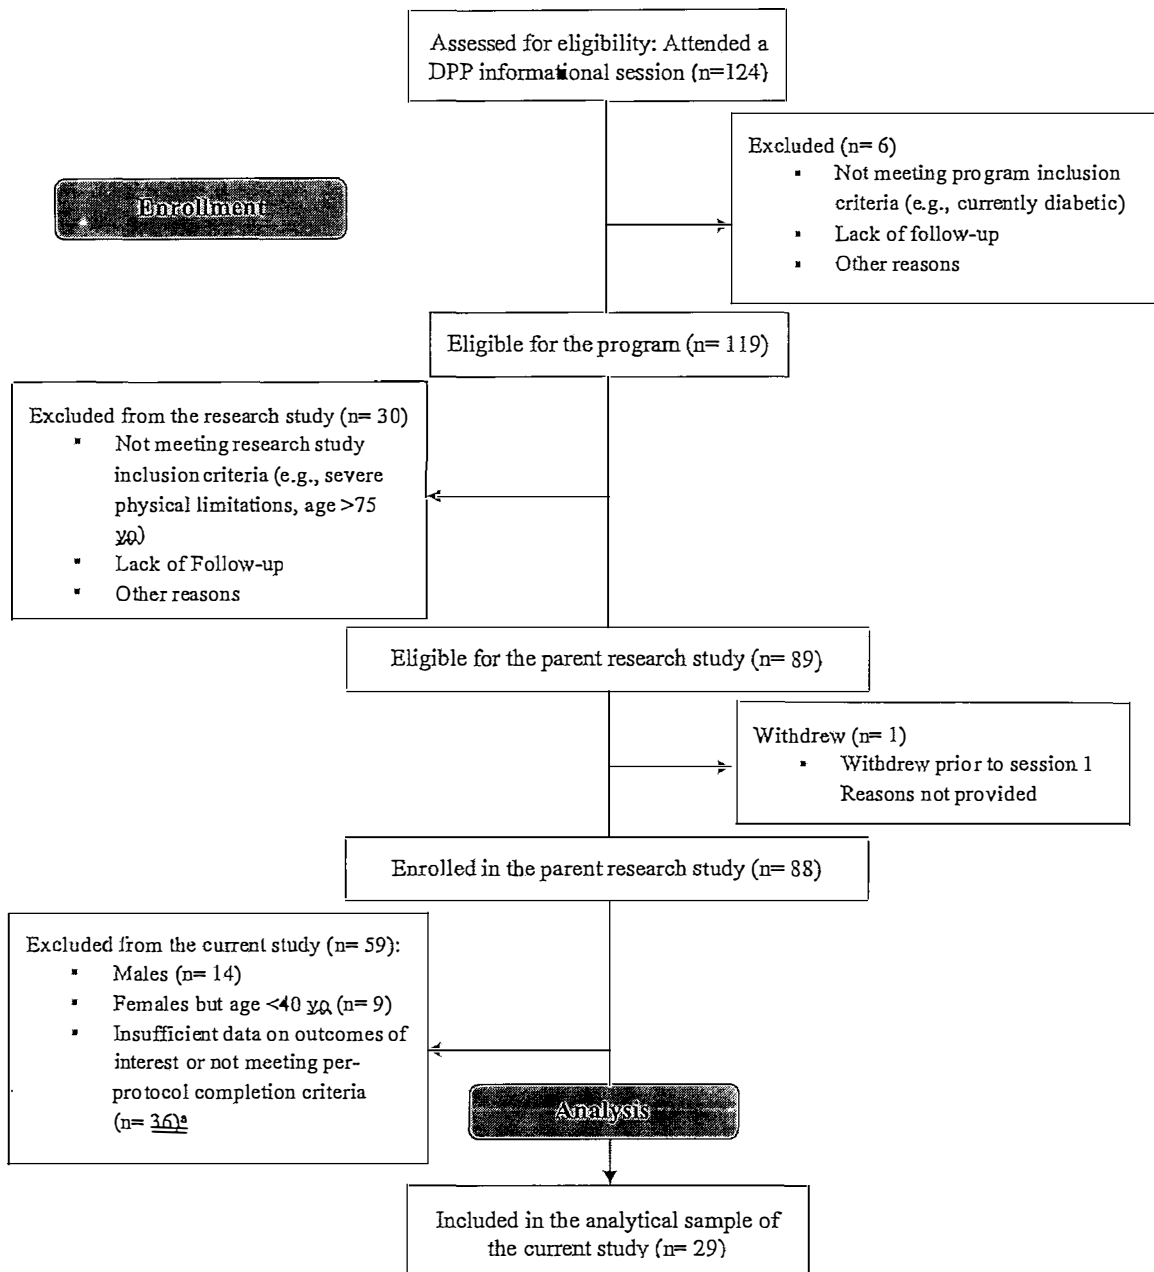 Assessed for eligibility: Attended a
DPP informational session (n=124)
Excluded (n= 6)
▪ Not meeting program inclusion
criteria (e.g., currently diabetic)
▪ Lack of follow-up
▪ Other reasons
Enrollment
Eligible for the program (n= 119)
Excluded from the research study (n= 30)
▪ Not meeting research study
inclusion criteria (e.g., severe
physical limitations, age >75
yo)
▪ Lack of Follow-up
▪ Other reasons
Eligible for the parent research study (n= 89)
Withdrew (n= 1)
▪ Withdrew prior to session 1
Reasons not provided
Enrolled in the parent research study (n= 88)
Excluded from the current study (n= 59):
▪ Males (n= 14)
▪ Females but age <40 yo (n= 9)
▪ Insufficient data on outcomes of
interest or not meeting per-
protocol completion criteria
(n= 36)ª
Analysis
Included in the analytical sample of
the current study (n= 29)